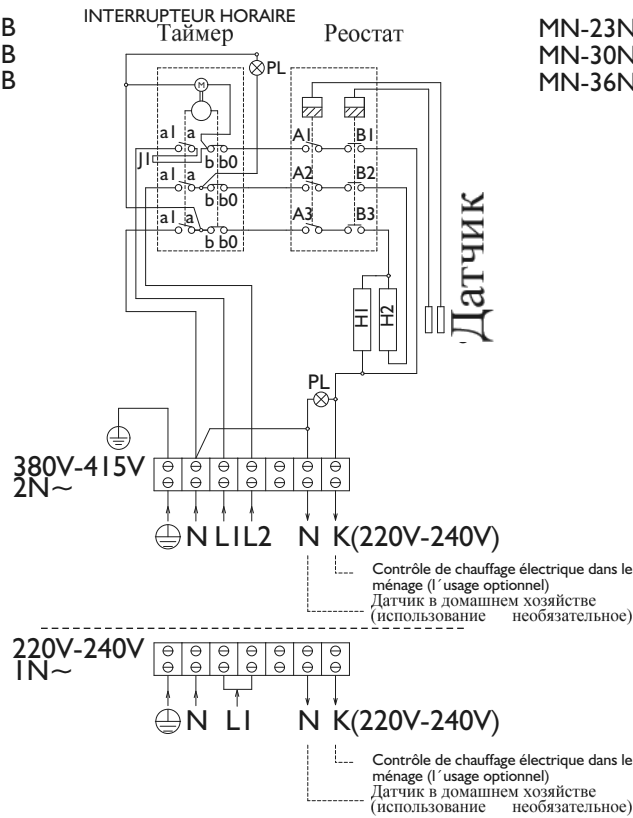 INTERRUPTEUR HORAIRE
Таймер
Реостат
B
B
B
MN-23N
MN-30N
MN-36N
PL
M
a1 a
A1
B1
J1
b b0
a1 a
A2
B2
b b0
a1 a
A3
B3
b b0
Датчик
H1
H2
PL
380V-415V
2N~
N L1L2 N K(220V-240V)
Contrôle de chauffage électrique dans le
ménage (l´usage optionnel)
Датчик в домашнем хозяйстве
(использование необязательное)
220V-240V
1N~
N L1 N K(220V-240V)
Contrôle de chauffage électrique dans le
ménage (l´usage optionnel)
Датчик в домашнем хозяйстве
(использование необязательное)